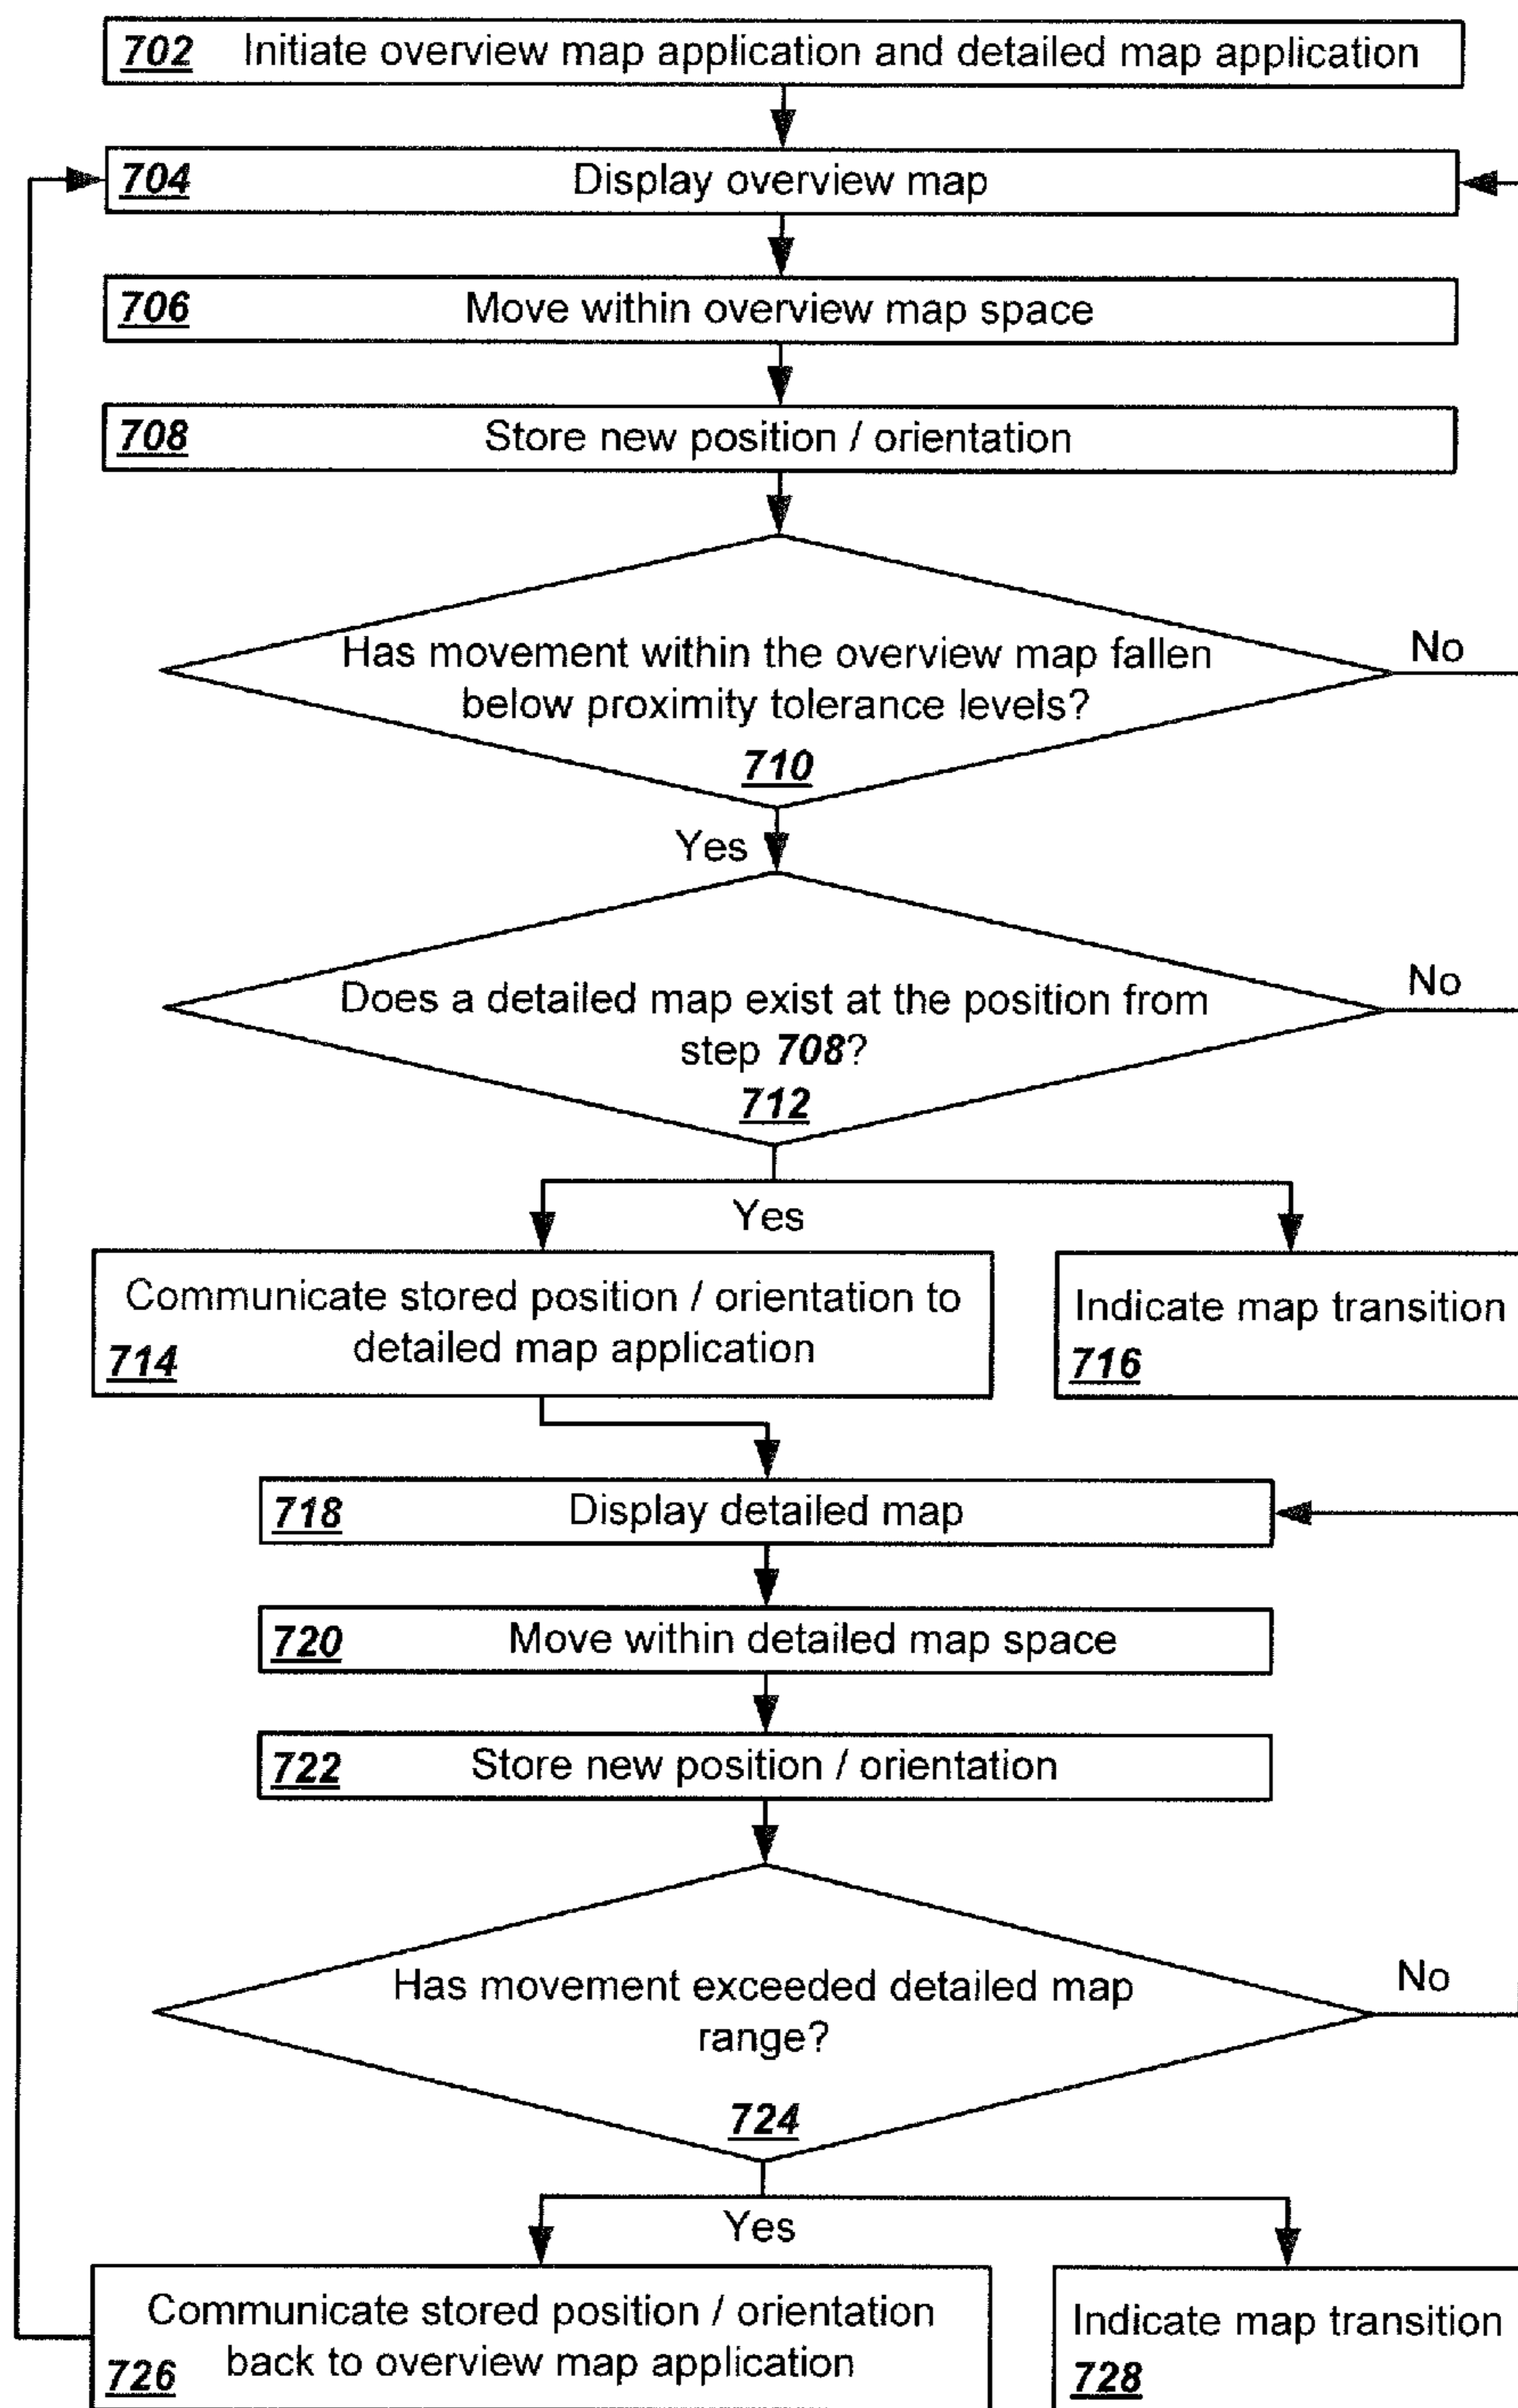 702 Initiate overview map application and detailed map application
704 Display overview map
706 Move within overview map space
708 Store new position / orientation
Has movement within the overview map fallen
below proximity tolerance levels?
710
No
Yes
Does a detailed map exist at the position from
step 708?
712
No
Yes
Communicate stored position / orientation to
detailed map application
714
Indicate map transition
716
718 Display detailed map
720 Move within detailed map space
722 Store new position / orientation
Has movement exceeded detailed map
range?
724
No
Yes
Communicate stored position / orientation
back to overview map application
726
Indicate map transition
728